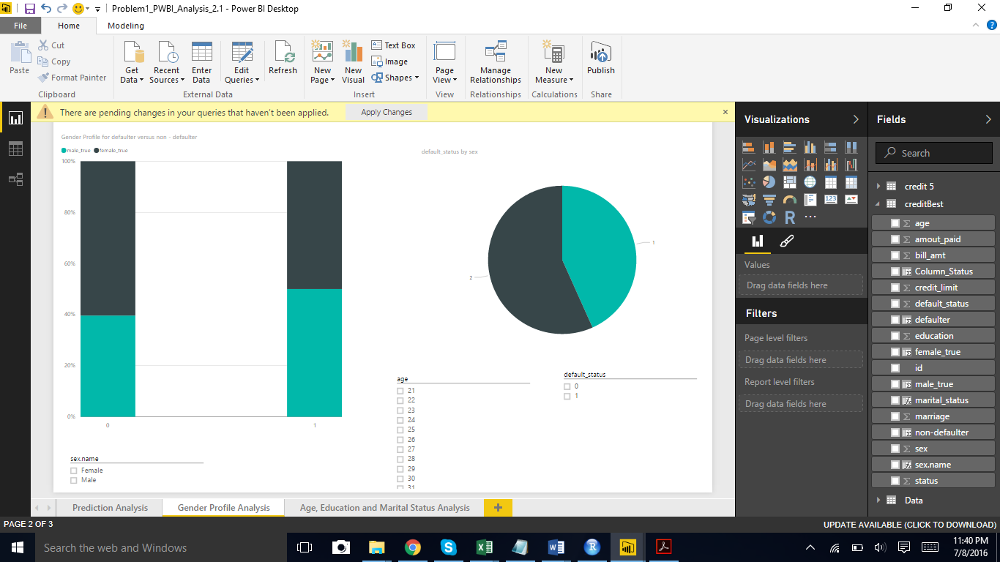 Problem1_PWBI_Analysis_2.1 - Power BI Desktop
File
Home
Modeling
Paste
Cut
Copy
Format Painter
Clipboard
Get Data
Recent Sources
Enter Data
Edit Queries
Refresh
External Data
New Page
New Visual
Text Box
Image
Shapes
Insert
Page View
View
Manage Relationships
Relationships
New Measure
Calculations
Publish
Share
There are pending changes in your queries that haven't been applied.
Apply Changes
Gender Profile for defaulter versus non - defaulter
male_true female_true
100%
80%
60%
40%
20%
0%
0
1
default_status by sex
1
2
sex.name
Female
Male
age
21
22
23
24
25
26
27
28
29
30
31
default_status
0
1
Visualizations
123
R
Values
Drag data fields here
Filters
Page level filters
Drag data fields here
Report level filters
Drag data fields here
Fields
Search
credit 5
creditBest
age
amout_paid
bill_amt
Column_Status
credit_limit
default_status
defaulter
education
female_true
id
male_true
marital_status
marriage
non-defaulter
sex
sex.name
status
Data
Prediction Analysis
Gender Profile Analysis
Age, Education and Marital Status Analysis
PAGE 2 OF 3
UPDATE AVAILABLE (CLICK TO DOWNLOAD)
Search the web and Windows
11:40 PM
7/8/2016